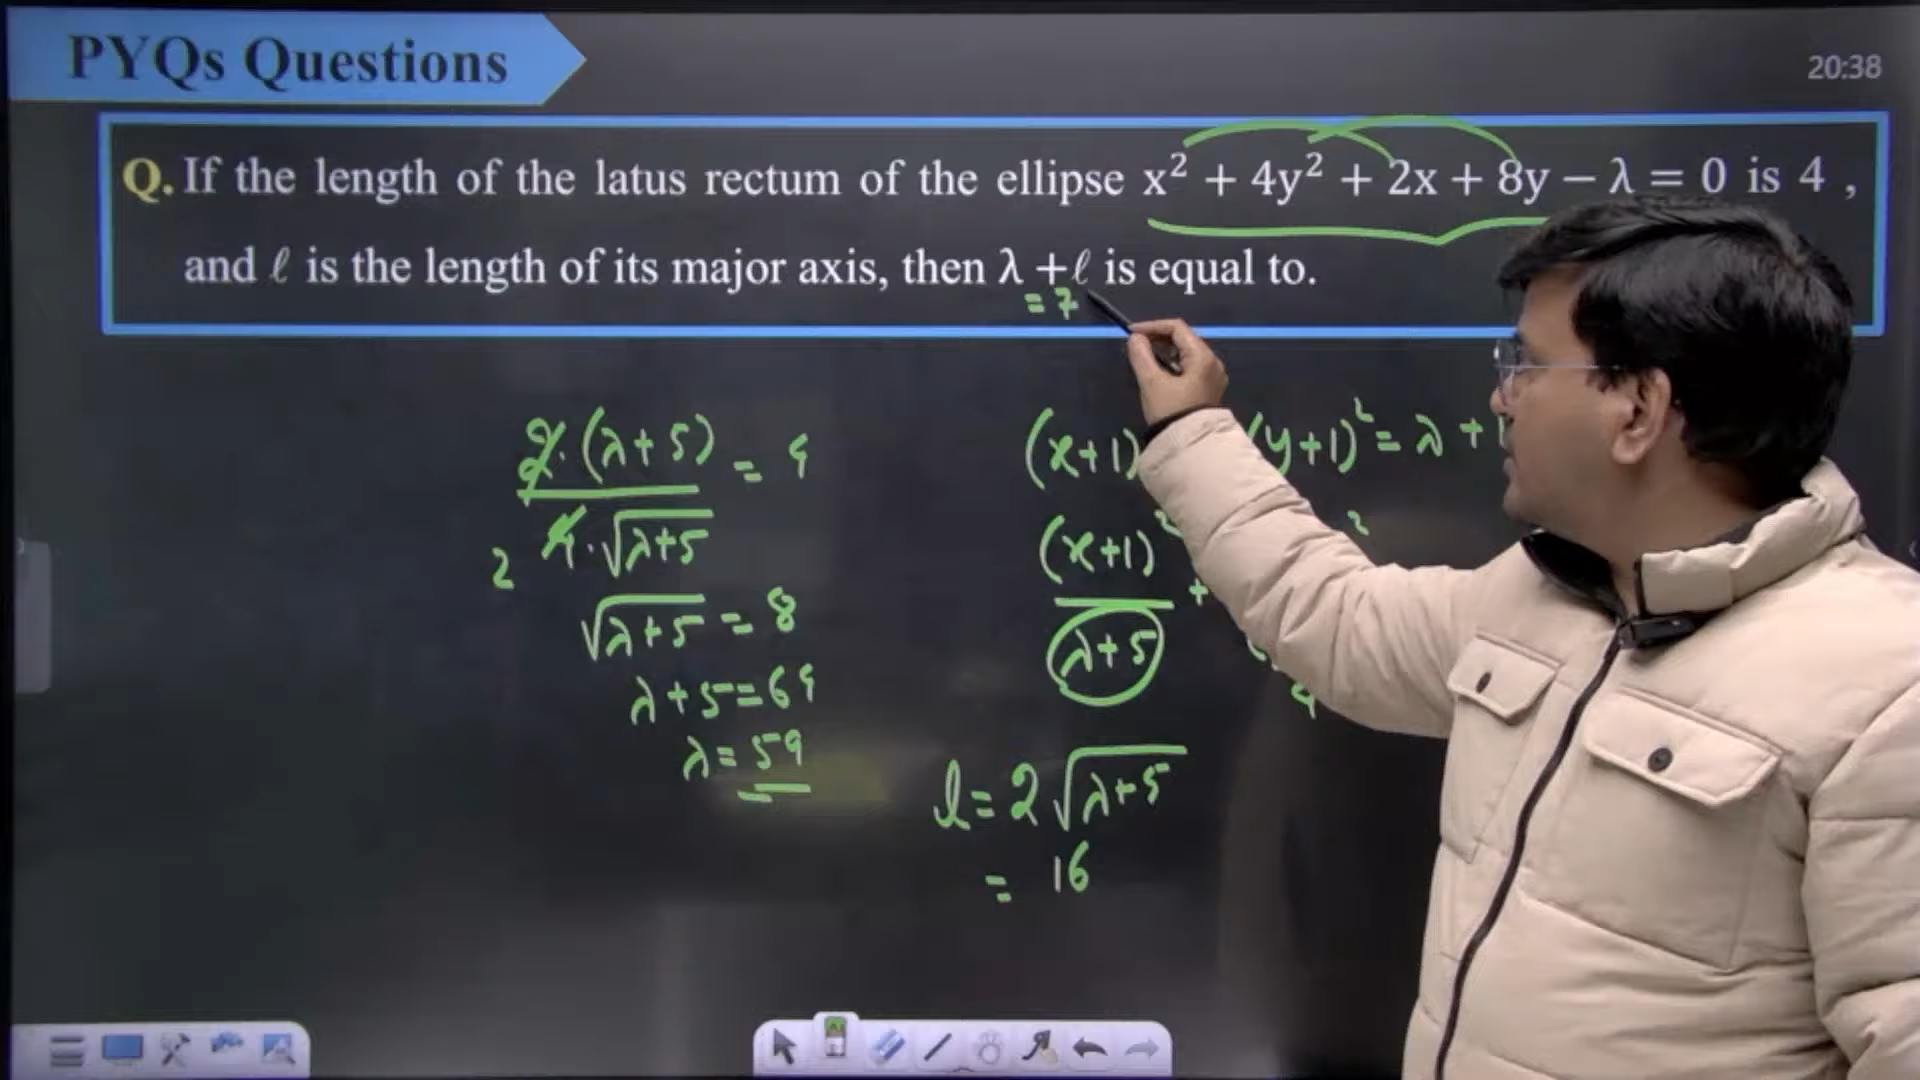 PYQs Questions
20:38
Q. If the length of the latus rectum of the ellipse x² + 4y² + 2x + 8y − λ = 0 is 4 ,
and ℓ is the length of its major axis, then λ +ℓ is equal to.
= 7
2·(λ+5) = 4
4·√λ+5
2
√λ+5 = 8
λ+5=64
λ=59
(x+1) (y+1)² = λ+
(x+1)² +
λ+5
4
l=2√λ+5
= 16